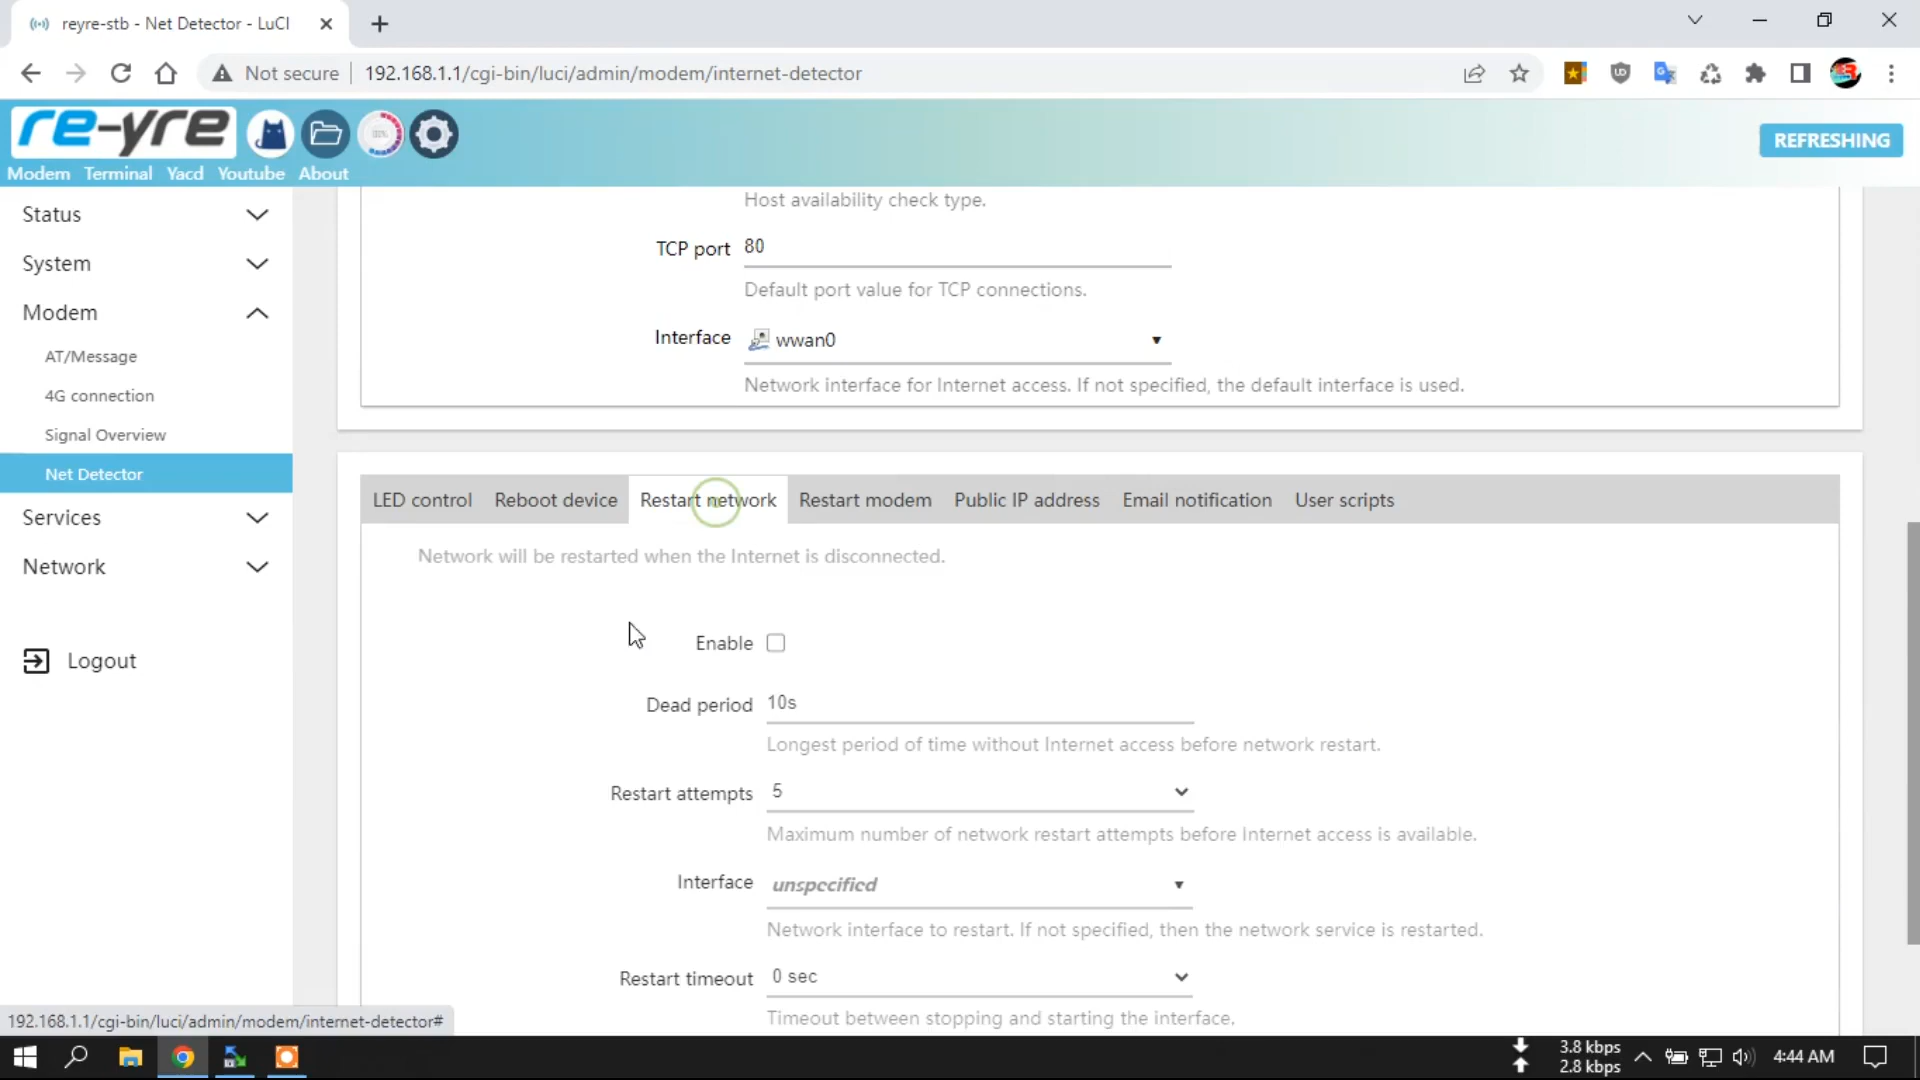 reyre-stb - Net Detector - LuCI
Not secure
192.168.1.1/cgi-bin/luci/admin/modem/internet-detector
re-yre
REFRESHING
Modem Terminal Yacd Youtube About
Status
System
Modem
AT/Message
4G connection
Signal Overview
Net Detector
Services
Network
Logout
Host availability check type.
TCP port 80
Default port value for TCP connections.
Interface wwan0
Network interface for Internet access. If not specified, the default interface is used.
LED control Reboot device Restart network Restart modem Public IP address Email notification User scripts
Network will be restarted when the Internet is disconnected.
Enable
Dead period 10s
Longest period of time without Internet access before network restart.
Restart attempts 5
Maximum number of network restart attempts before Internet access is available.
Interface unspecified
Network interface to restart. If not specified, then the network service is restarted.
Restart timeout 0 sec
Timeout between stopping and starting the interface.
192.168.1.1/cgi-bin/luci/admin/modem/internet-detector#
3.8 kbps
2.8 kbps
4:44 AM